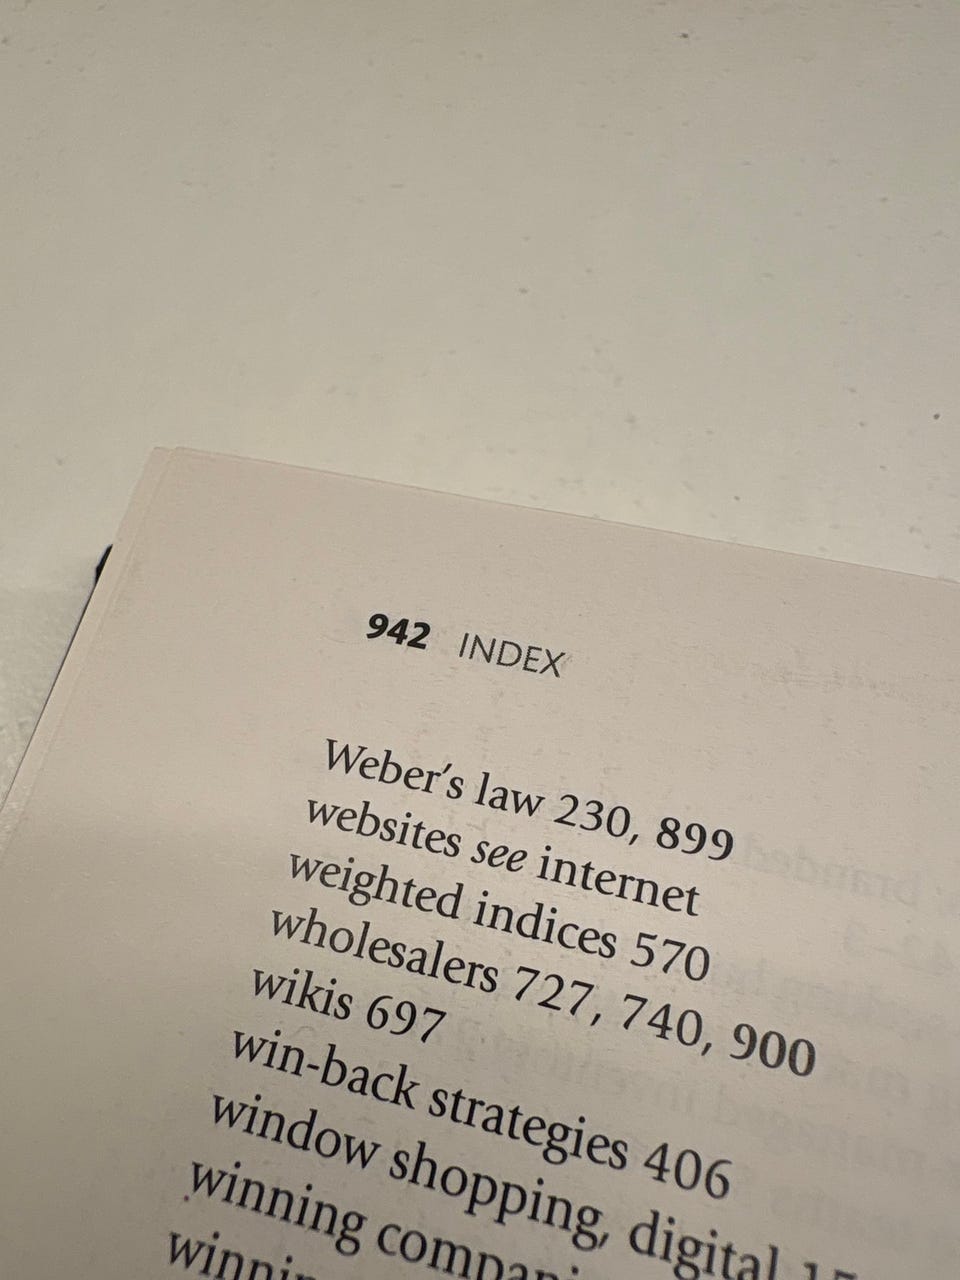 942 INDEX
Weber's law 230, 899
websites see internet
weighted indices 570
wholesalers 727, 740, 900
wikis 697
win-back strategies 406
window shopping, digital
winning